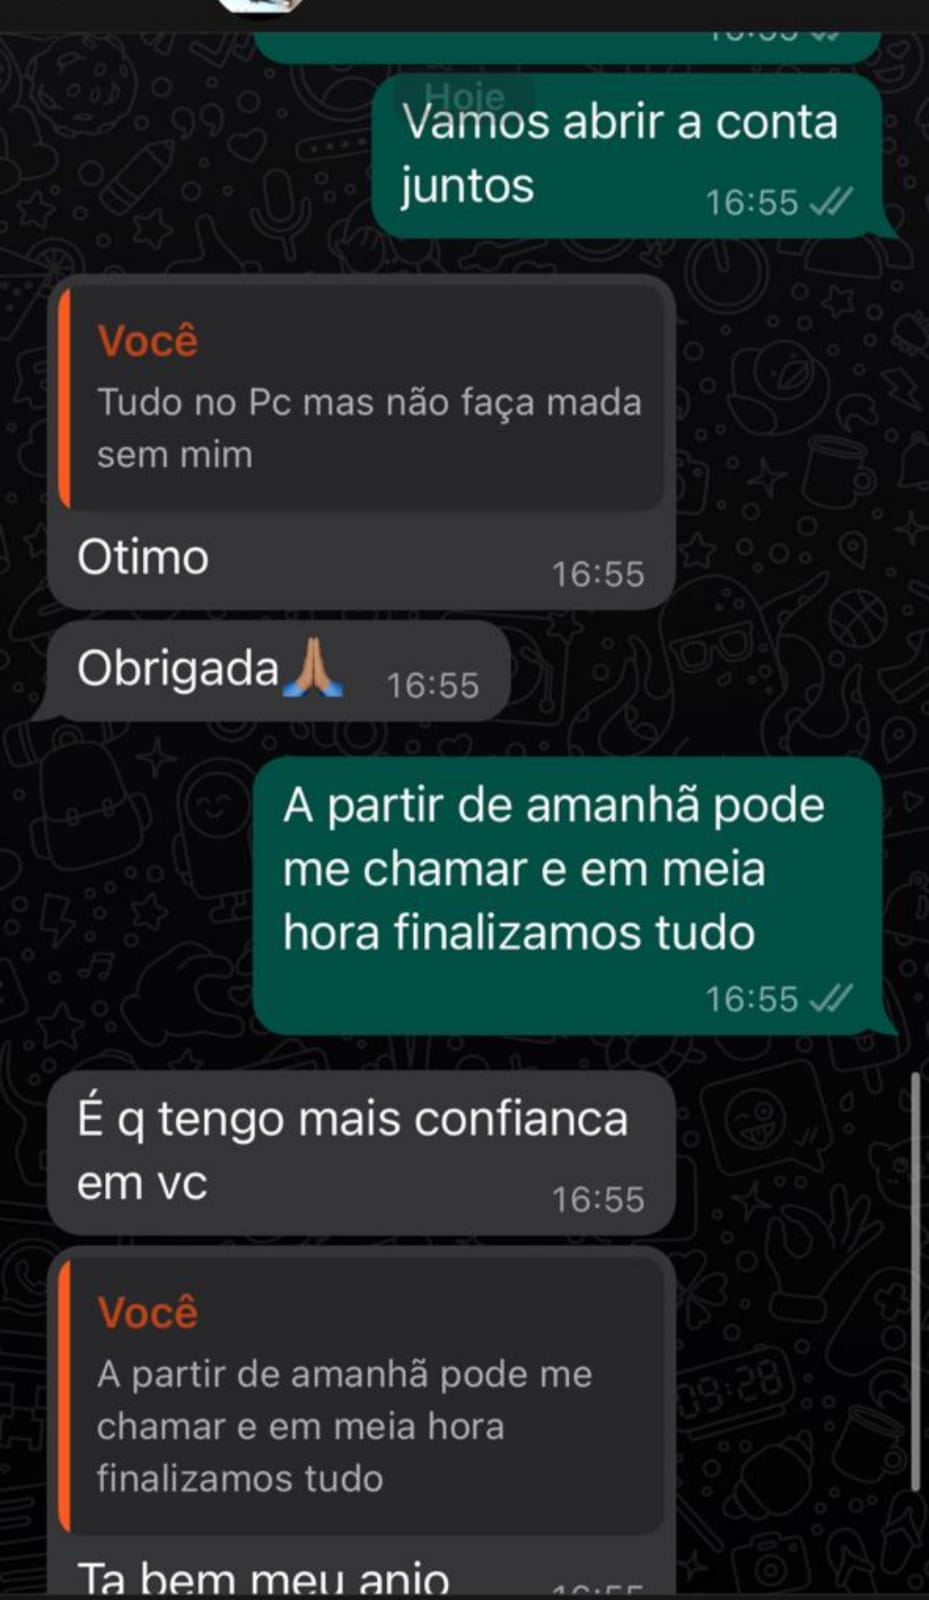 Hoje
Vamos abrir a conta
juntos
16:55
Você
Tudo no Pc mas não faça mada
sem mim
Otimo
16:55
Obrigada🙏🏽 16:55
A partir de amanhã pode
me chamar e em meia
hora finalizamos tudo
16:55
É q tengo mais confianca
em vc
16:55
Você
A partir de amanhã pode me
chamar e em meia hora
finalizamos tudo
Ta bem meu anjo